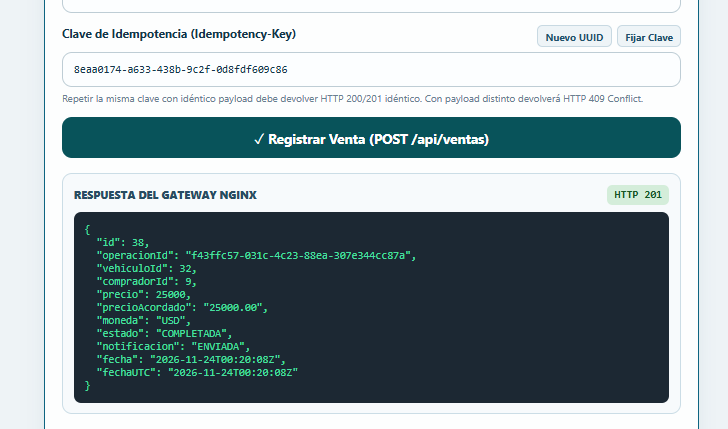 Clave de Idempotencia (Idempotency-Key)
Nuevo UUID
Fijar Clave
8eaa0174-a633-438b-9c2f-0d8fdf609c86
Repetir la misma clave con idéntico payload debe devolver HTTP 200/201 idéntico. Con payload distinto devolverá HTTP 409 Conflict.
✓ Registrar Venta (POST /api/ventas)
RESPUESTA DEL GATEWAY NGINX
HTTP 201
{
  "id": 38,
  "operacionId": "f43ffc57-031c-4c23-88ea-307e344cc87a",
  "vehiculoId": 32,
  "compradorId": 9,
  "precio": 25000,
  "precioAcordado": "25000.00",
  "moneda": "USD",
  "estado": "COMPLETADA",
  "notificacion": "ENVIADA",
  "fecha": "2026-11-24T00:20:08Z",
  "fechaUTC": "2026-11-24T00:20:08Z"
}